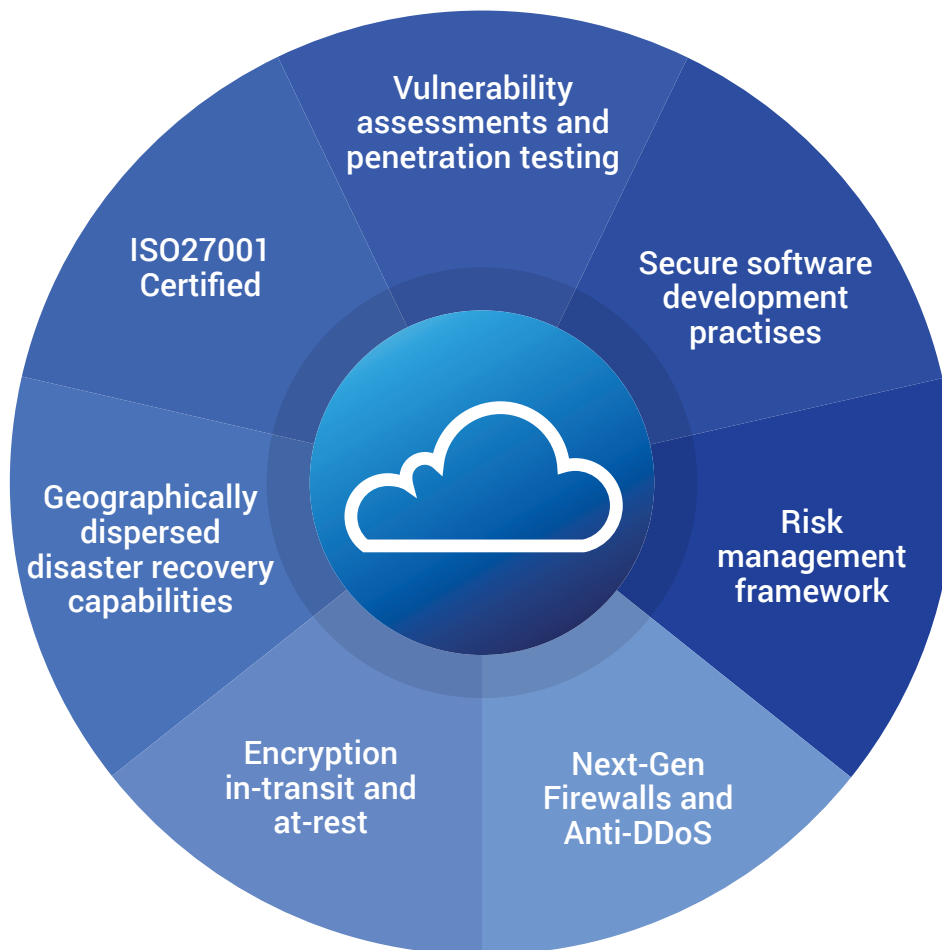 Vulnerability
assessments and
penetration testing
Secure software
development
practises
Risk
management
framework
Next-Gen
Firewalls and
Anti-DDoS
Encryption
in-transit and
at-rest
Geographically
dispersed
disaster recovery
capabilities
ISO27001
Certified